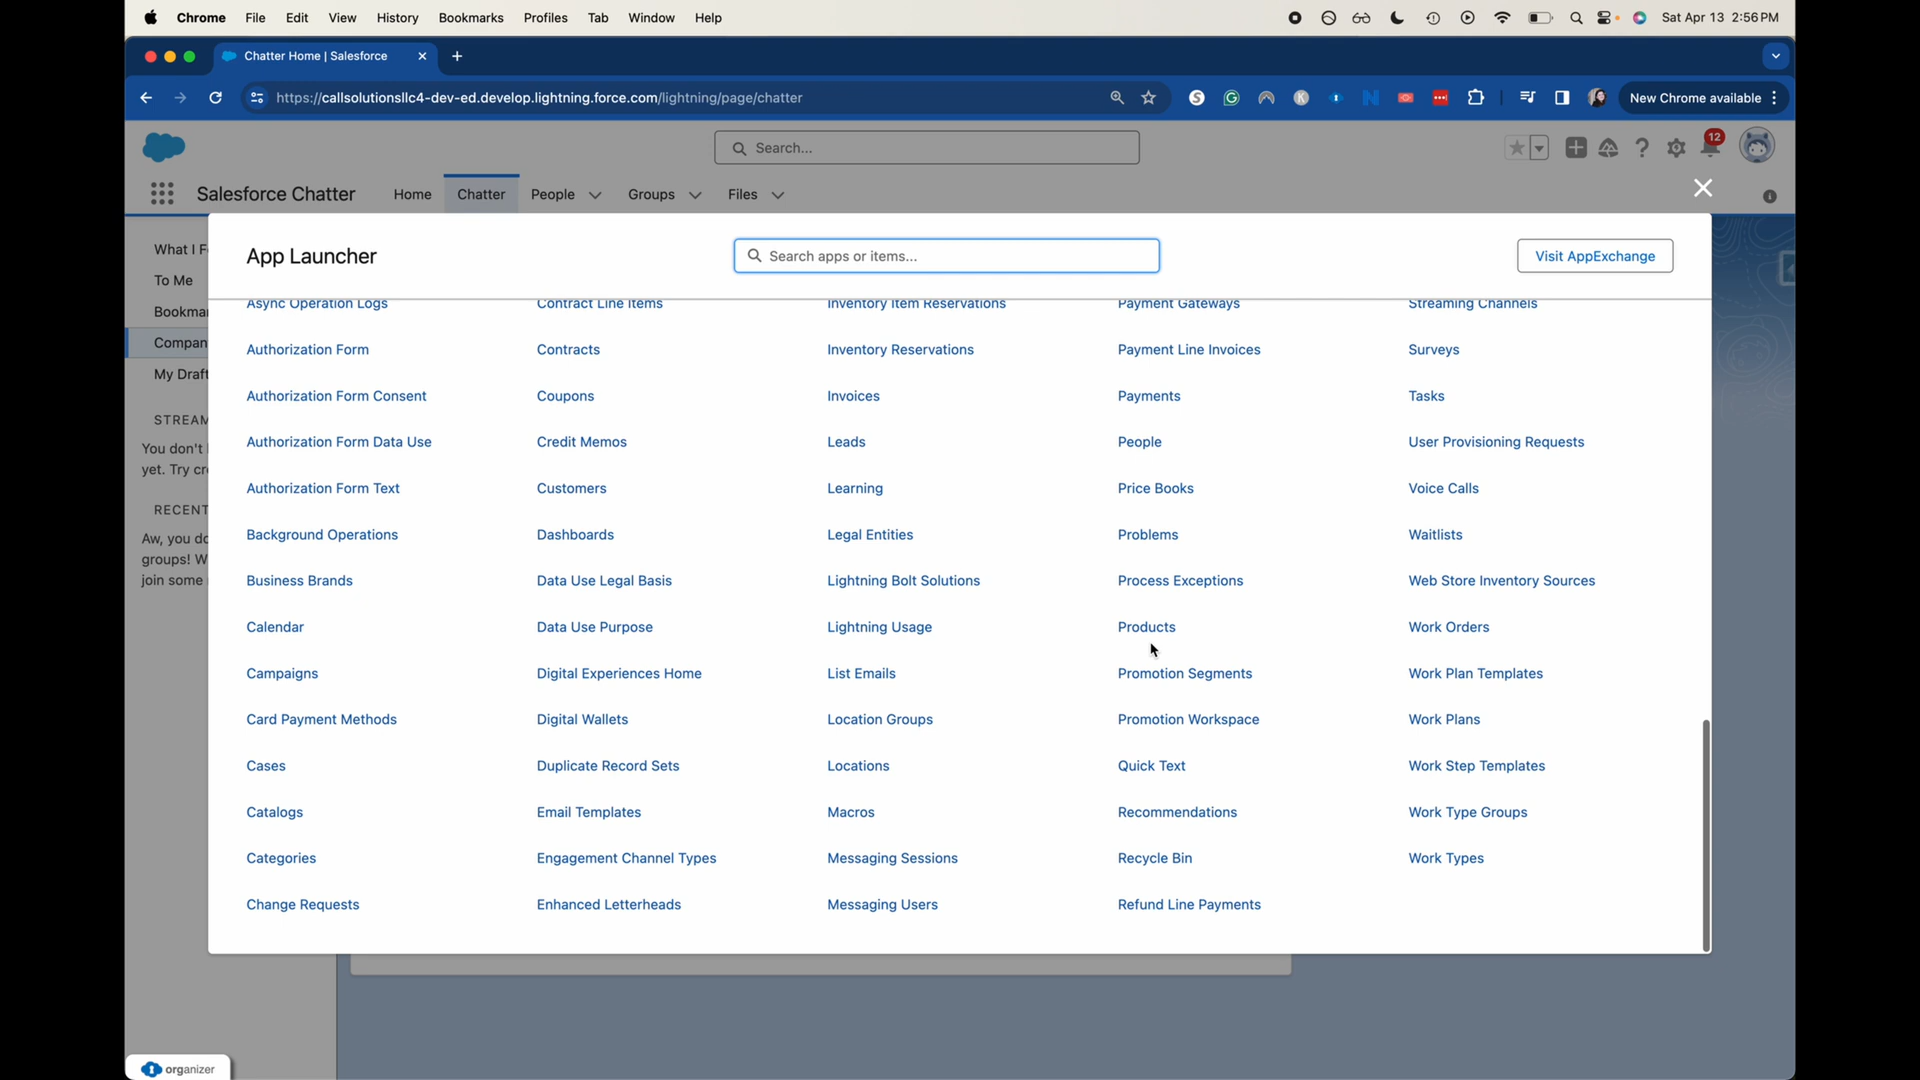 Chrome File Edit View History Bookmarks Profiles Tab Window Help Sat Apr 13 2:56 PM
Chatter Home | Salesforce
https://callsolutionsllc4-dev-ed.develop.lightning.force.com/lightning/page/chatter New Chrome available
Search... 12
Salesforce Chatter Home Chatter People Groups Files
What I F
To Me
Bookma
Compan
My Draft
STREAM
You don't
yet. Try cr
RECENT
Aw, you do
groups! W
join some
App Launcher Search apps or items... Visit AppExchange
Async Operation Logs Contract Line Items Inventory Item Reservations Payment Gateways Streaming Channels
Authorization Form Contracts Inventory Reservations Payment Line Invoices Surveys
Authorization Form Consent Coupons Invoices Payments Tasks
Authorization Form Data Use Credit Memos Leads People User Provisioning Requests
Authorization Form Text Customers Learning Price Books Voice Calls
Background Operations Dashboards Legal Entities Problems Waitlists
Business Brands Data Use Legal Basis Lightning Bolt Solutions Process Exceptions Web Store Inventory Sources
Calendar Data Use Purpose Lightning Usage Products Work Orders
Campaigns Digital Experiences Home List Emails Promotion Segments Work Plan Templates
Card Payment Methods Digital Wallets Location Groups Promotion Workspace Work Plans
Cases Duplicate Record Sets Locations Quick Text Work Step Templates
Catalogs Email Templates Macros Recommendations Work Type Groups
Categories Engagement Channel Types Messaging Sessions Recycle Bin Work Types
Change Requests Enhanced Letterheads Messaging Users Refund Line Payments
organizer